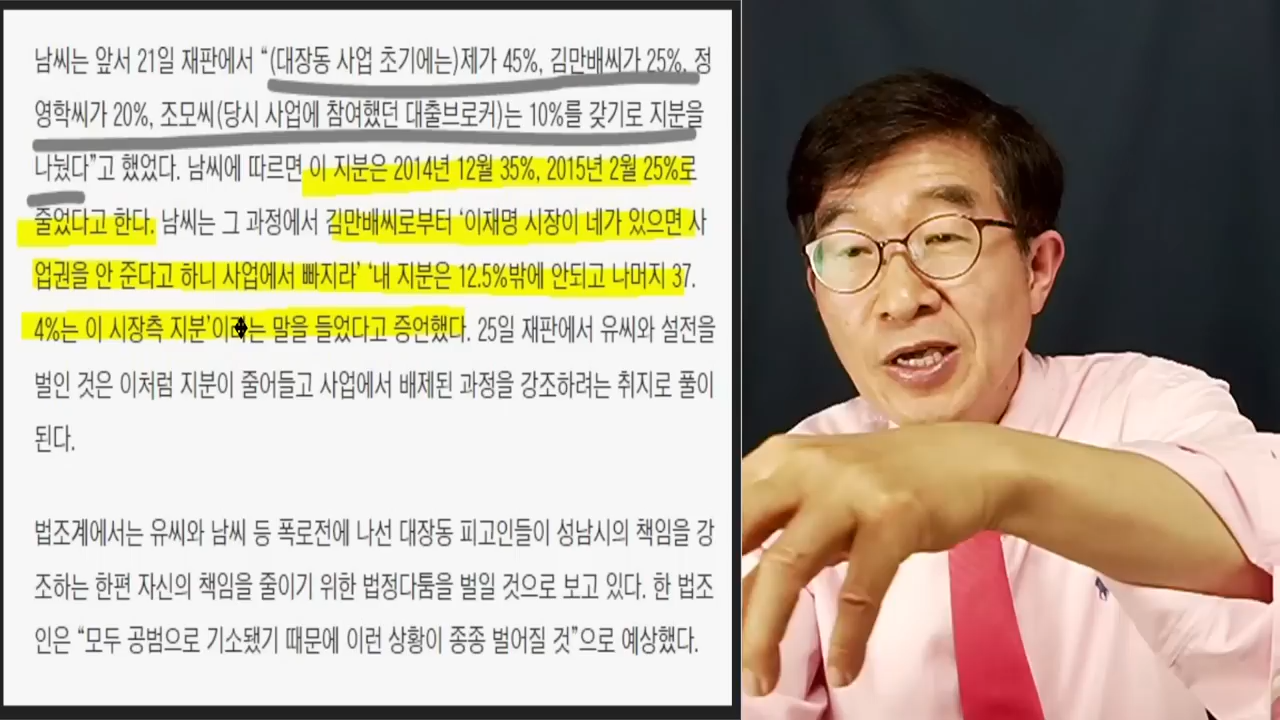 남씨는 앞서 21일 재판에서 “(대장동 사업 초기에는)제가 45%, 김만배씨가 25%, 정
영학씨가 20%, 조모씨(당시 사업에 참여했던 대출브로커)는 10%를 갖기로 지분을
나눴다”고 했었다. 남씨에 따르면 이 지분은 2014년 12월 35%, 2015년 2월 25%로
줄었다고 한다. 남씨는 그 과정에서 김만배씨로부터 ‘이재명 시장이 네가 있으면 사
업권을 안 준다고 하니 사업에서 빠지라’ ‘내 지분은 12.5%밖에 안되고 나머지 37.
4%는 이 시장측 지분’이라는 말을 들었다고 증언했다. 25일 재판에서 유씨와 설전을
벌인 것은 이처럼 지분이 줄어들고 사업에서 배제된 과정을 강조하려는 취지로 풀이
된다.
법조계에서는 유씨와 남씨 등 폭로전에 나선 대장동 피고인들이 성남시의 책임을 강
조하는 한편 자신의 책임을 줄이기 위한 법정다툼을 벌일 것으로 보고 있다. 한 법조
인은 “모두 공범으로 기소됐기 때문에 이런 상황이 종종 벌어질 것”으로 예상했다.